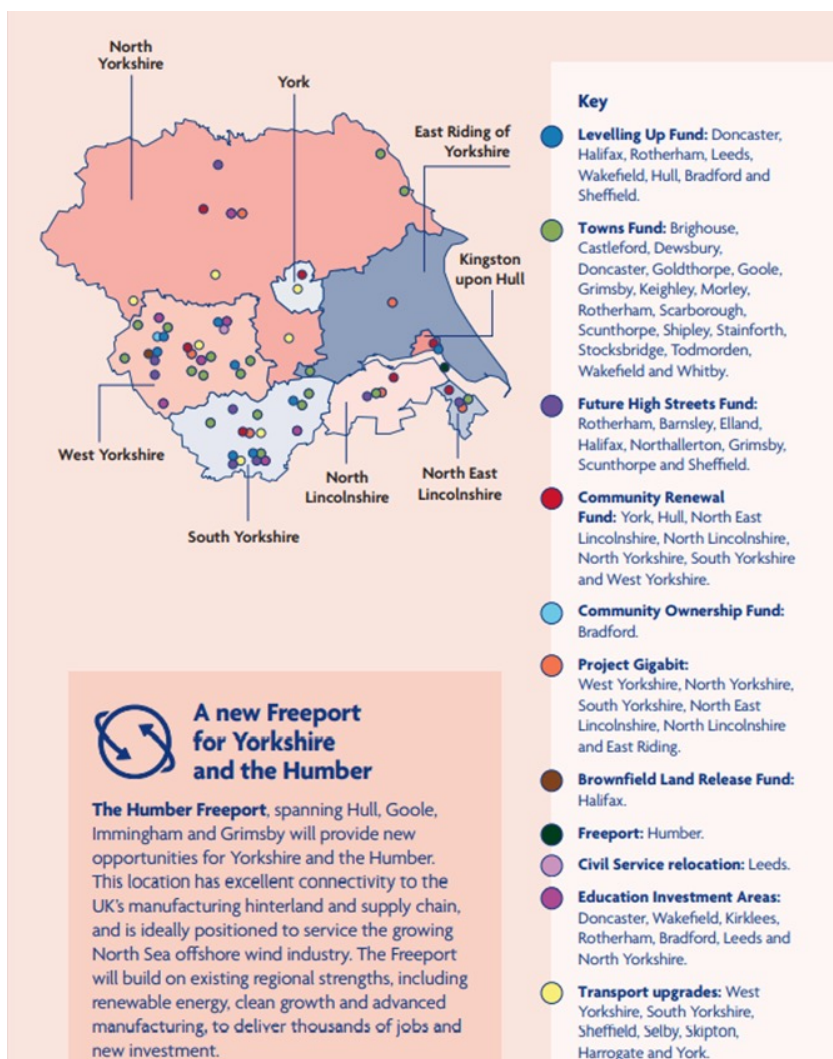 North
Yorkshire
York
East Riding of
Yorkshire
Kingston
upon Hull
West Yorkshire
North
Lincolnshire
North East
Lincolnshire
South Yorkshire
Key
Levelling Up Fund: Doncaster,
Halifax, Rotherham, Leeds,
Wakefield, Hull, Bradford and
Sheffield.
Towns Fund: Brighouse,
Castleford, Dewsbury,
Doncaster, Goldthorpe, Goole,
Grimsby, Keighley, Morley,
Rotherham, Scarborough,
Scunthorpe, Shipley, Stainforth,
Stocksbridge, Todmorden,
Wakefield and Whitby.
Future High Streets Fund:
Rotherham, Barnsley, Elland,
Halifax, Northallerton, Grimsby,
Scunthorpe and Sheffield.
Community Renewal
Fund: York, Hull, North East
Lincolnshire, North Lincolnshire,
North Yorkshire, South Yorkshire
and West Yorkshire.
Community Ownership Fund:
Bradford.
Project Gigabit:
West Yorkshire, North Yorkshire,
South Yorkshire, North East
Lincolnshire, North Lincolnshire
and East Riding.
Brownfield Land Release Fund:
Halifax.
Freeport: Humber.
Civil Service relocation: Leeds.
Education Investment Areas:
Doncaster, Wakefield, Kirklees,
Rotherham, Bradford, Leeds and
North Yorkshire.
Transport upgrades: West
Yorkshire, South Yorkshire,
Sheffield, Selby, Skipton,
Harrogate and York.
A new Freeport
for Yorkshire
and the Humber
The Humber Freeport, spanning Hull, Goole,
Immingham and Grimsby will provide new
opportunities for Yorkshire and the Humber.
This location has excellent connectivity to the
UK's manufacturing hinterland and supply chain,
and is ideally positioned to service the growing
North Sea offshore wind industry. The Freeport
will build on existing regional strengths, including
renewable energy, clean growth and advanced
manufacturing, to deliver thousands of jobs and
new investment.